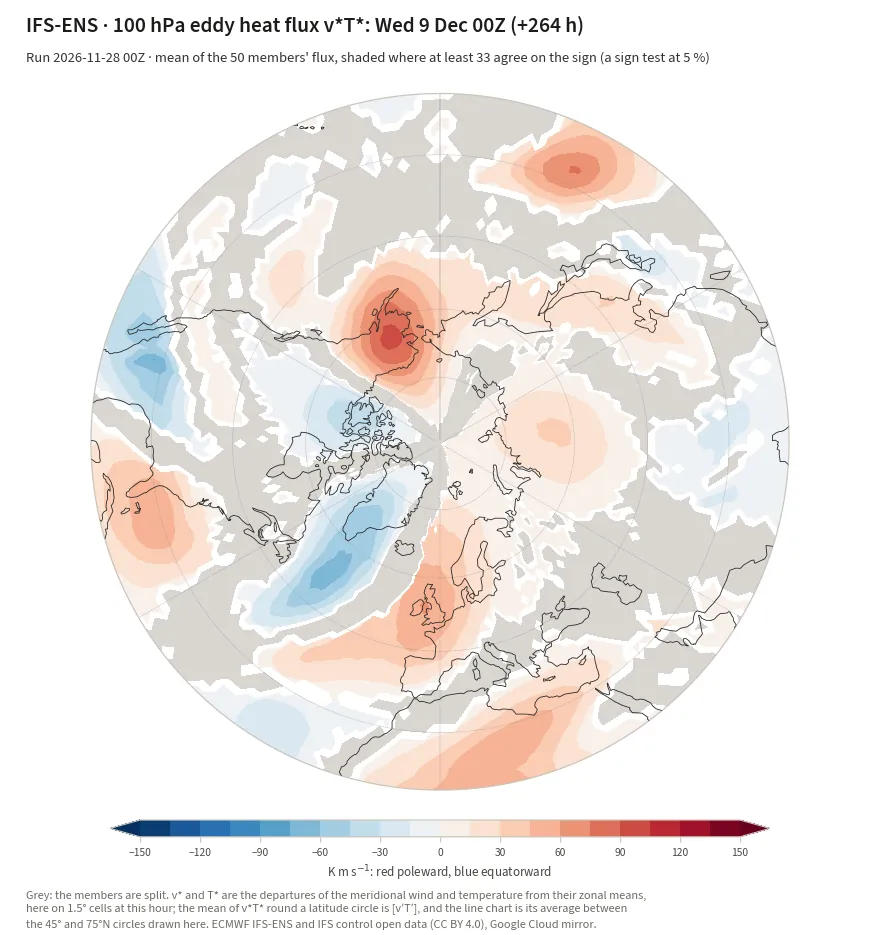 IFS-ENS · 100 hPa eddy heat flux v*T*: Wed 9 Dec 00Z (+264 h)
Run 2026-11-28 00Z · mean of the 50 members' flux, shaded where at least 33 agree on the sign (a sign test at 5 %)
−150 −120 −90 −60 −30 0 30 60 90 120 150
K m s⁻¹: red poleward, blue equatorward
Grey: the members are split. v* and T* are the departures of the meridional wind and temperature from their zonal means,
here on 1.5° cells at this hour; the mean of v*T* round a latitude circle is [v'T'], and the line chart is its average between
the 45° and 75°N circles drawn here. ECMWF IFS-ENS and IFS control open data (CC BY 4.0), Google Cloud mirror.